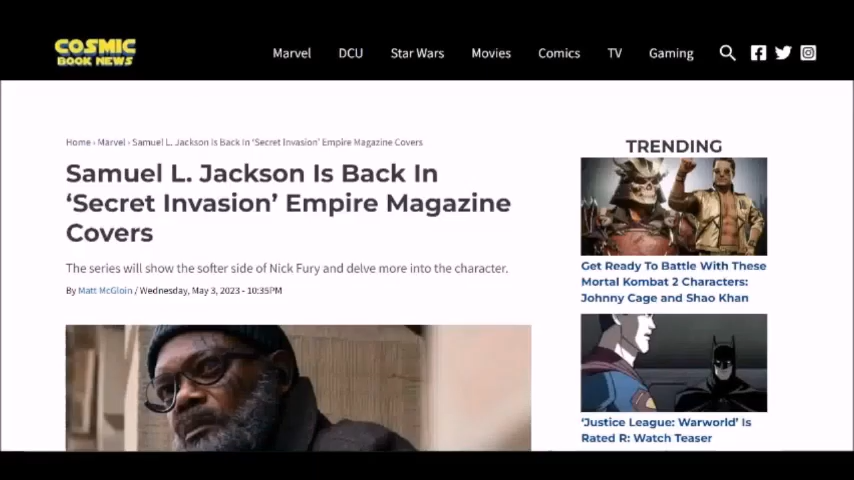 COSMIC
BOOK NEWS
Marvel
DCU
Star Wars
Movies
Comics
TV
Gaming
Home › Marvel › Samuel L. Jackson Is Back In 'Secret Invasion' Empire Magazine Covers
Samuel L. Jackson Is Back In
‘Secret Invasion’ Empire Magazine
Covers
The series will show the softer side of Nick Fury and delve more into the character.
By Matt McGloin / Wednesday, May 3, 2023 - 10:35PM
TRENDING
Get Ready To Battle With These
Mortal Kombat 2 Characters:
Johnny Cage and Shao Khan
‘Justice League: Warworld’ Is
Rated R: Watch Teaser